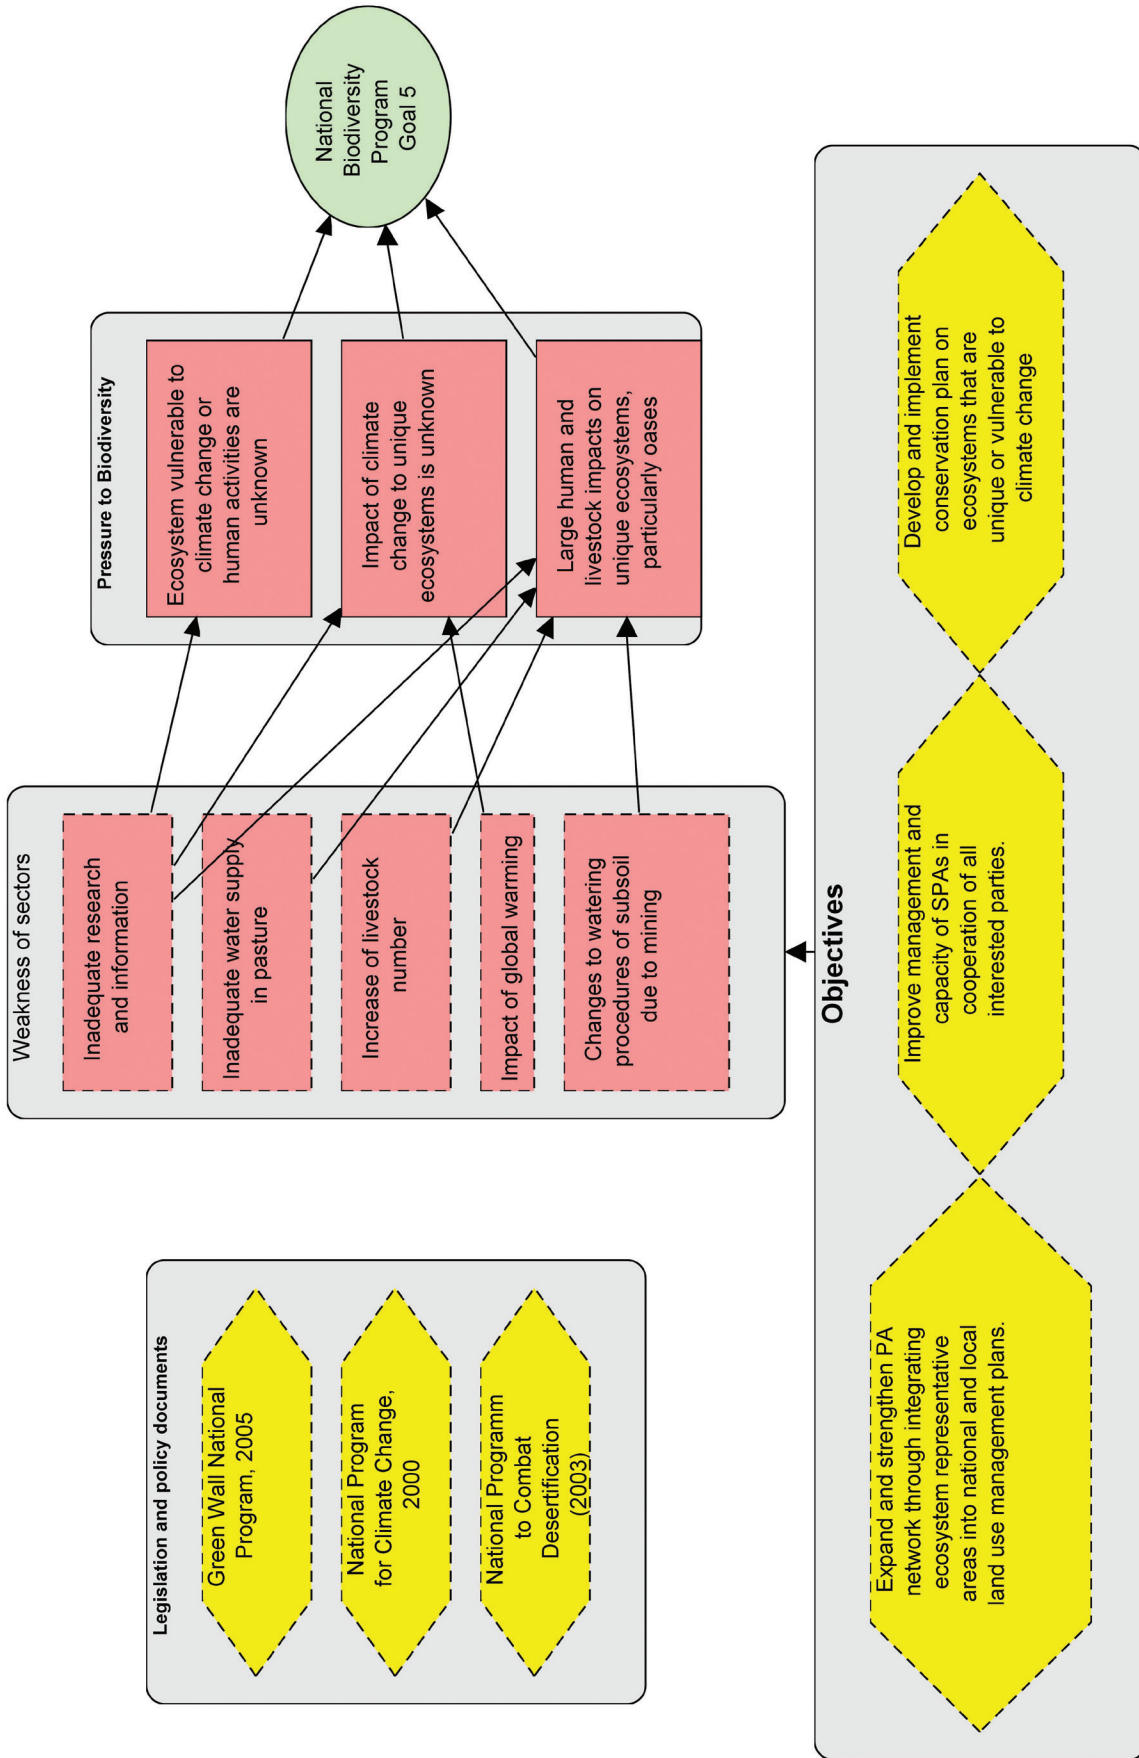 Legislation and policy documents
Green Wall National
Program, 2005
National Program
for Climate Change,
2000
National Programm
to Combat
Desertification
(2003)
Weakness of sectors
Inadequate research
and information
Inadequate water supply
in pasture
Increase of livestock
number
Impact of global warming
Changes to watering
procedures of subsoil
due to mining
Pressure to Biodiversity
Ecosystem vulnerable to
climate change or
human activities are
unknown
Impact of climate
change to unique
ecosystems is unknown
Large human and
livestock impacts on
unique ecosystems,
particularly oases
National
Biodiversity
Program
Goal 5
Objectives
Expand and strengthen PA
network through integrating
ecosystem representative
areas into national and local
land use management plans.
Improve management and
capacity of SPAs in
cooperation of all
interested parties.
Develop and implement
conservation plan on
ecosystems that are
unique or vulnerable to
climate change